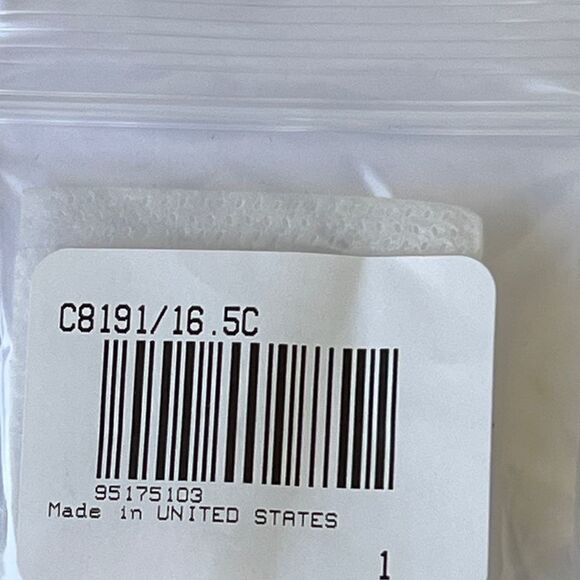 C8191/16.5C
95175103
Made in UNITED STATES
1